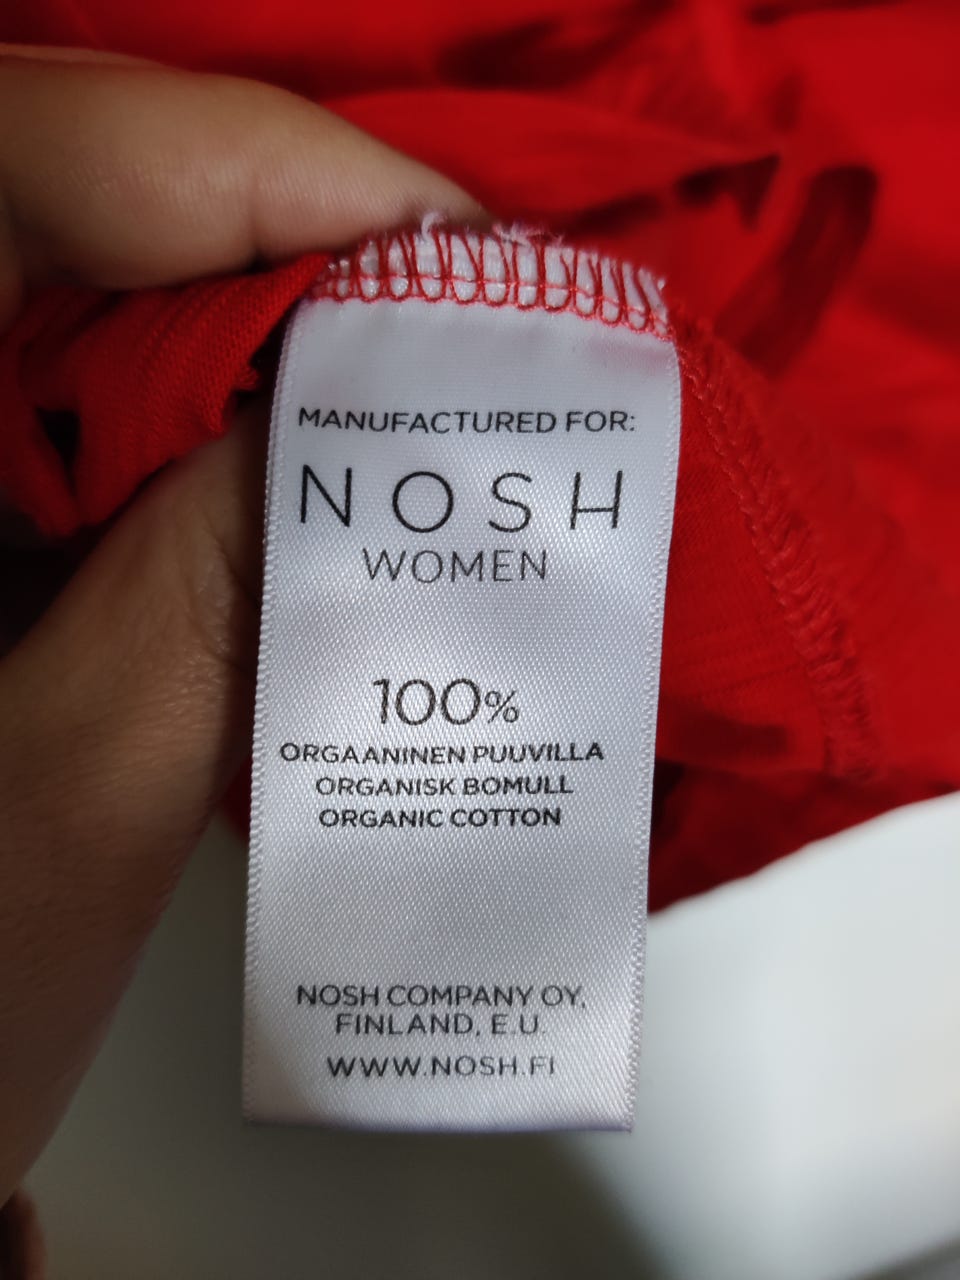 MANUFACTURED FOR:
NOSH
WOMEN
100%
ORGAANINEN PUUVILLA
ORGANISK BOMULL
ORGANIC COTTON
NOSH COMPANY OY,
FINLAND, E.U.
WWW.NOSH.FI